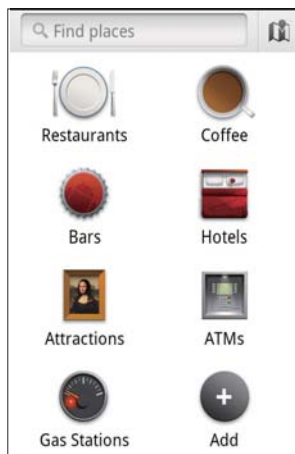 Find places
Restaurants Coffee
Bars Hotels
Attractions ATMs
Gas Stations Add